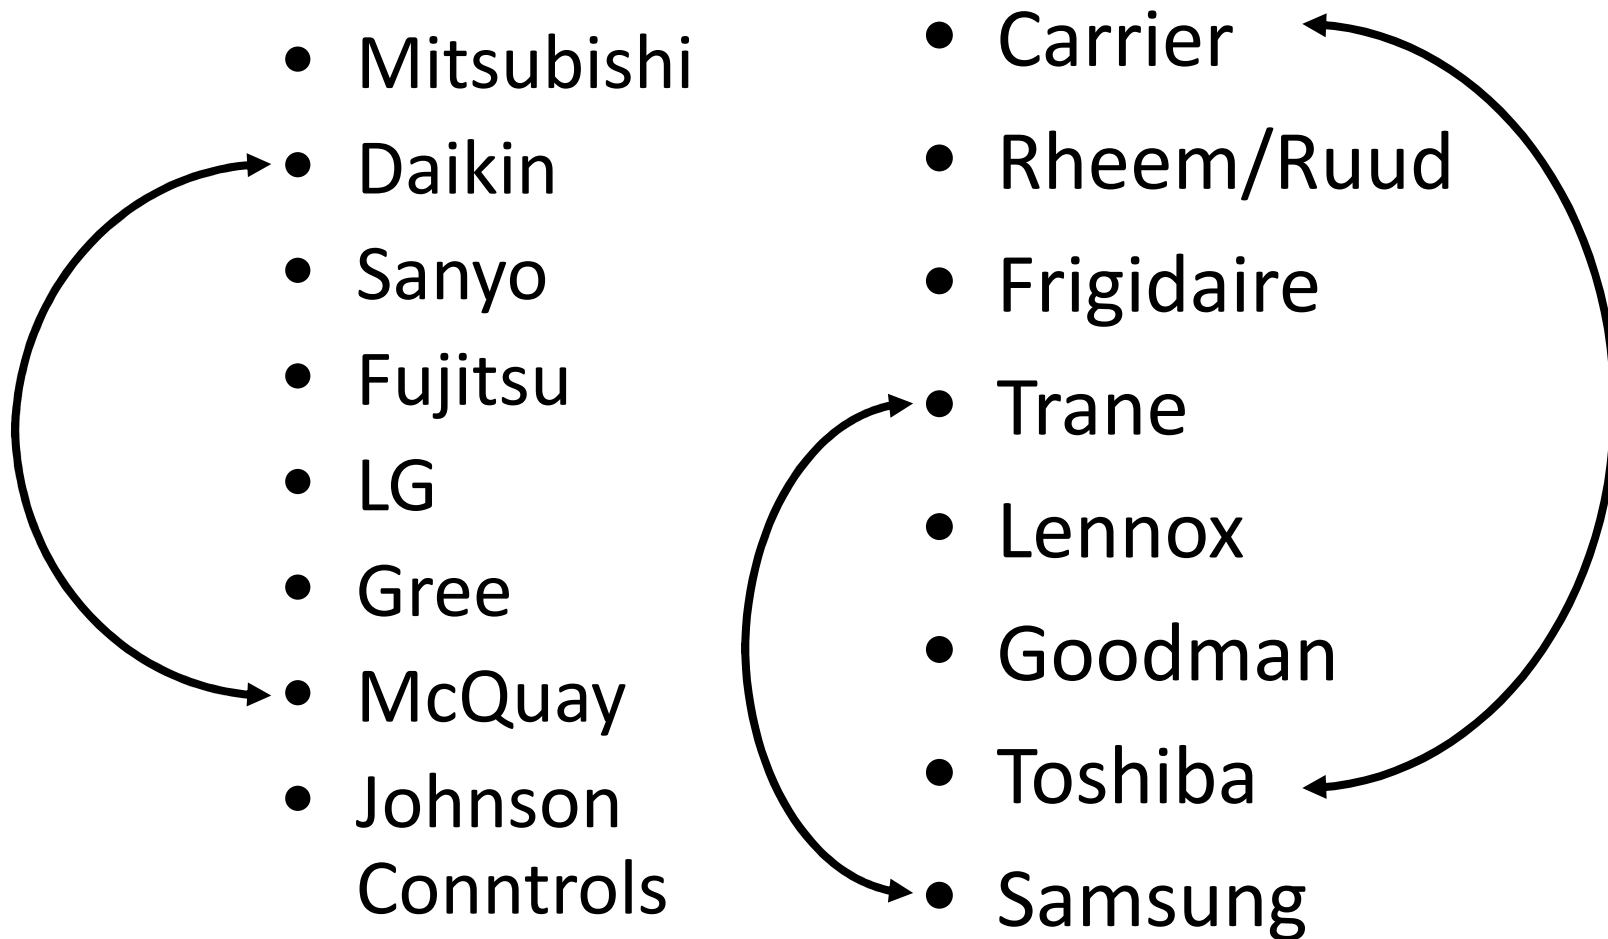 • Mitsubishi
• Daikin
• Sanyo
• Fujitsu
• LG
• Gree
• McQuay
• Johnson
Conntrols
• Carrier
• Rheem/Ruud
• Frigidaire
• Trane
• Lennox
• Goodman
• Toshiba
• Samsung